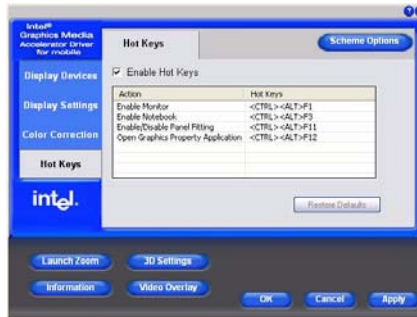 Intel®
Graphics Media
Accelerator Driver
for mobile
Hot Keys
Scheme Options
Display Devices
Enable Hot Keys
Action Hot Keys
Enable Monitor <CTRL><ALT>F1
Enable Notebook <CTRL><ALT>F3
Enable/Disable Panel Fitting <CTRL><ALT>F11
Open Graphics Property Application <CTRL><ALT>F12
Display Settings
Color Correction
Hot Keys
intel.
Restore Defaults
Launch Zoom
3D Settings
Information
Video Overlay
OK
Cancel
Apply